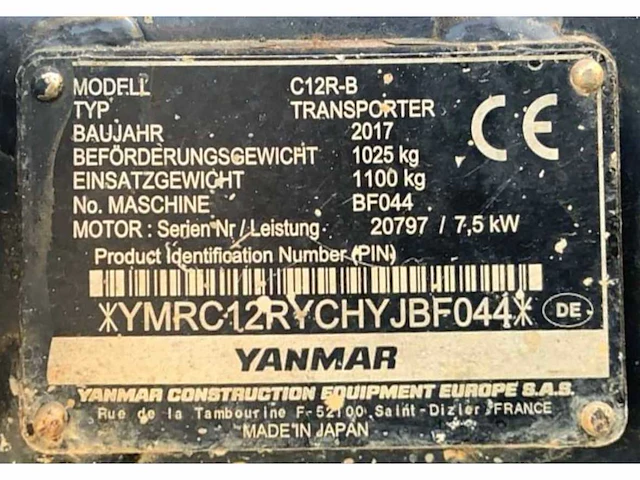 MODELL C12R-B
TYP TRANSPORTER
BAUJAHR 2017
BEFÖRDERUNGSGEWICHT 1025 kg
EINSATZGEWICHT 1100 kg
No. MASCHINE BF044
MOTOR : Serien Nr / Leistung 20797 / 7,5 kW
CE
Product Identification Number (PIN)
*YMRC12RYCHYJBF044*
DE
YANMAR
YANMAR CONSTRUCTION EQUIPMENT EUROPE S.A.S.
Rue de la Tambourine F-52100 Saint-Dizier FRANCE
MADE IN JAPAN